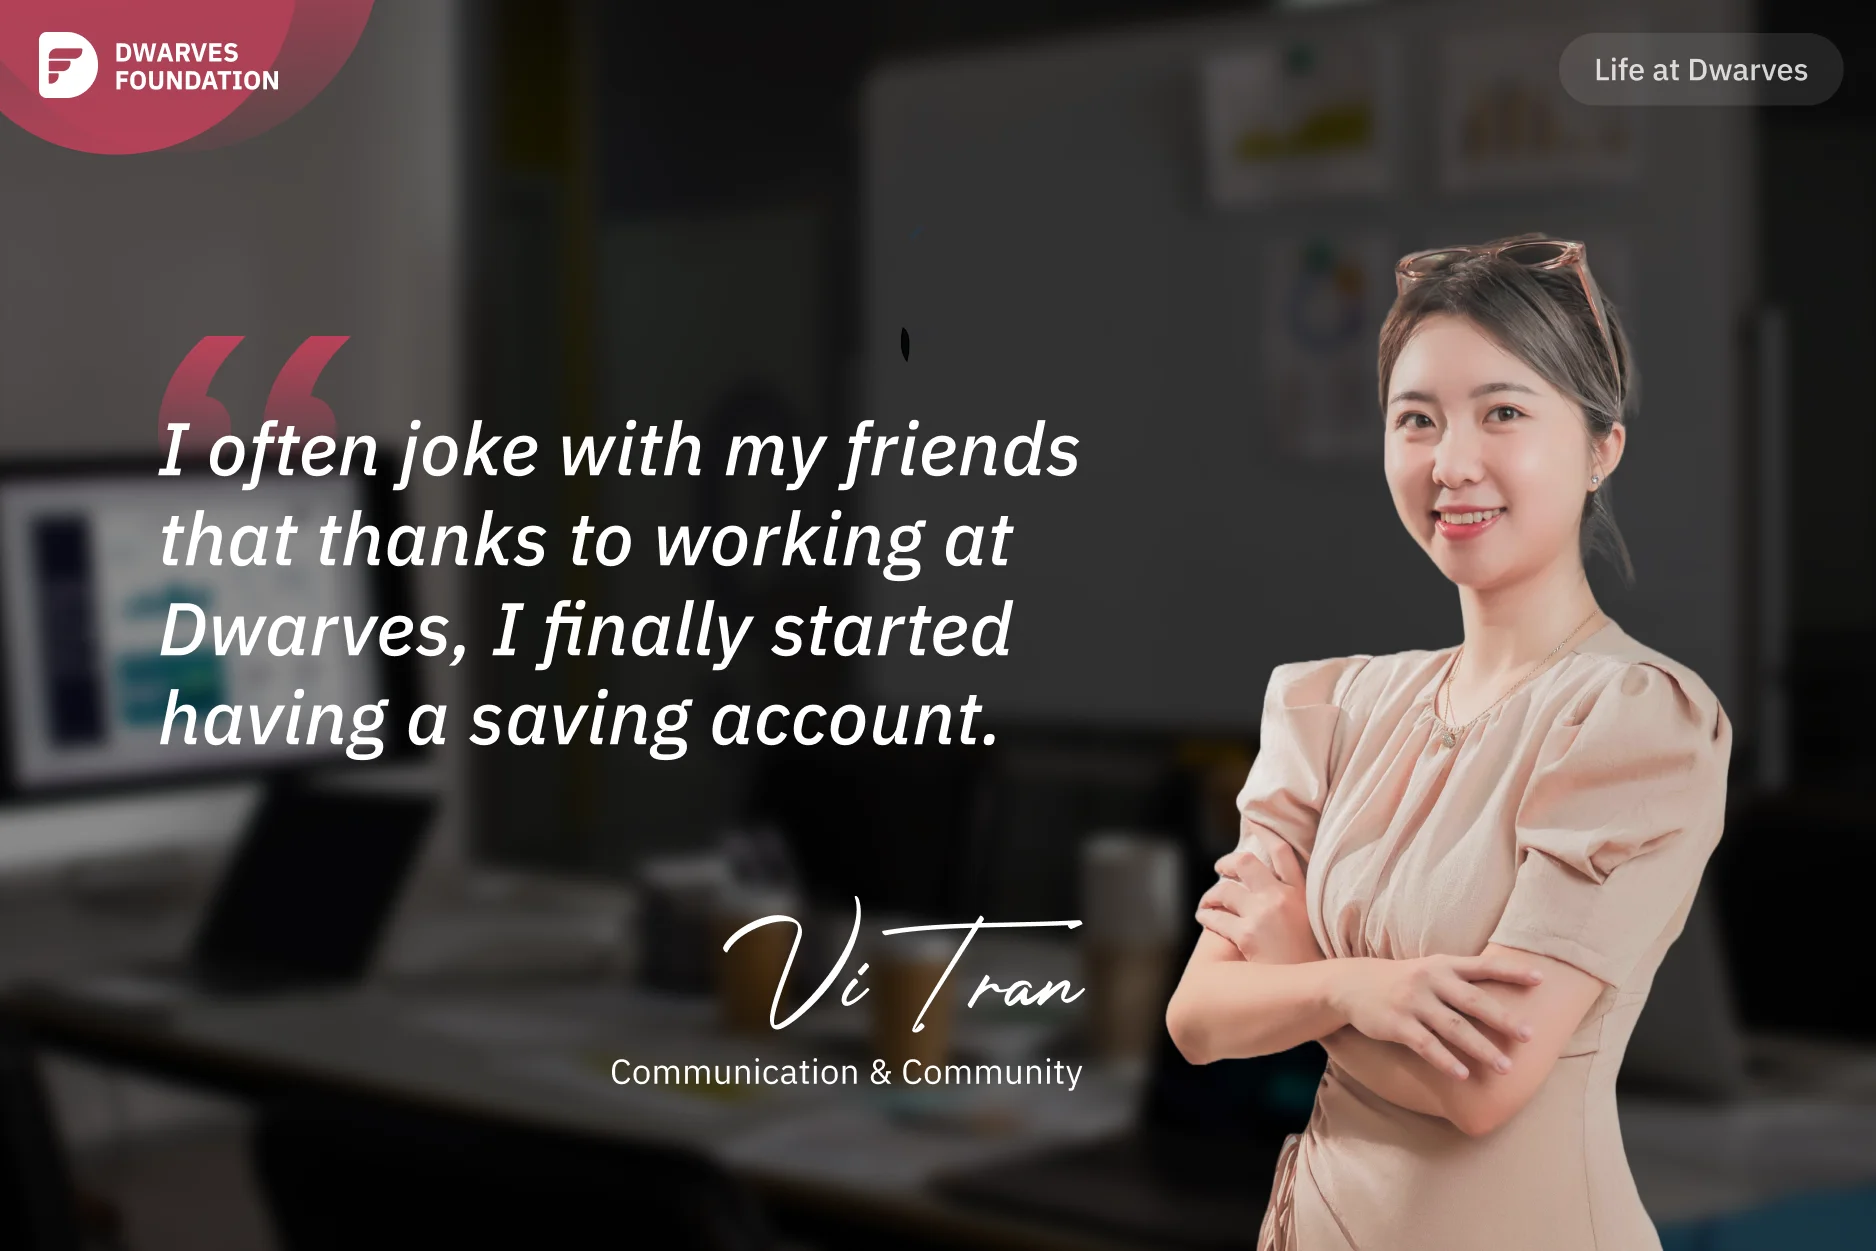 DWARVES
FOUNDATION
Life at Dwarves
“
I often joke with my friends
that thanks to working at
Dwarves, I finally started
having a saving account.
Vi Tran
Communication & Community